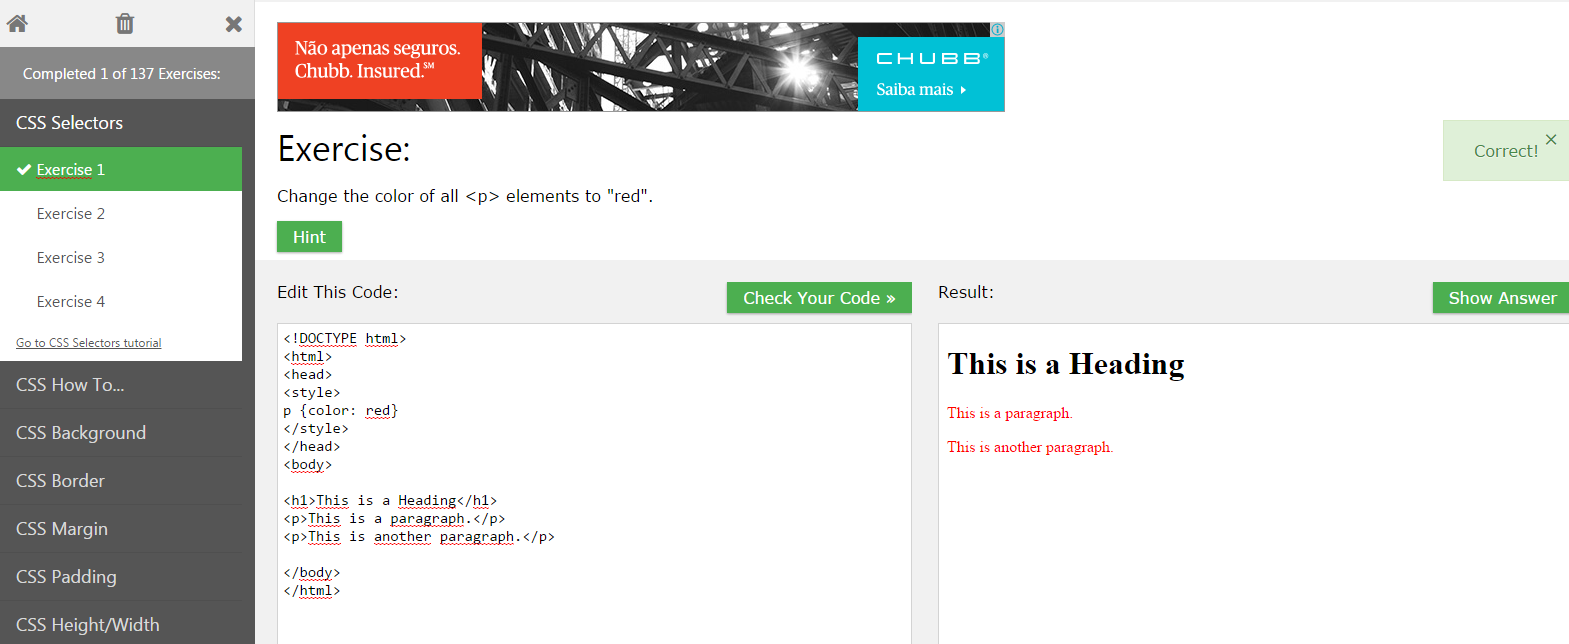 Completed 1 of 137 Exercises:
CSS Selectors
Exercise 1
Exercise 2
Exercise 3
Exercise 4
Go to CSS Selectors tutorial
CSS How To...
CSS Background
CSS Border
CSS Margin
CSS Padding
CSS Height/Width
Não apenas seguros.
Chubb. Insured.℠
CHUBB®
Saiba mais
Exercise:
Correct!
Change the color of all <p> elements to "red".
Hint
Edit This Code:
Check Your Code »
<!DOCTYPE html>
<html>
<head>
<style>
p {color: red}
</style>
</head>
<body>
<h1>This is a Heading</h1>
<p>This is a paragraph.</p>
<p>This is another paragraph.</p>
</body>
</html>
Result:
Show Answer
This is a Heading
This is a paragraph.
This is another paragraph.